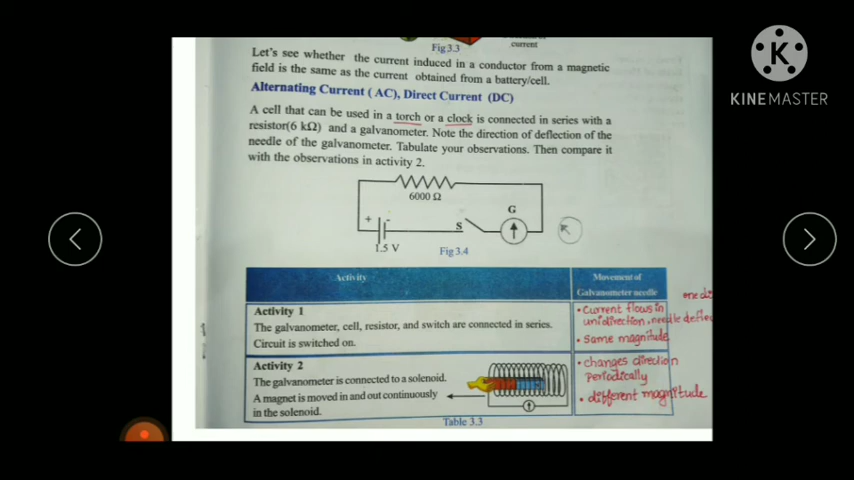 Fig 3.3
current
Let's see whether the current induced in a conductor from a magnetic
field is the same as the current obtained from a battery/cell.
Alternating Current ( AC), Direct Current (DC)
A cell that can be used in a torch or a clock is connected in series with a
resistor(6 kΩ) and a galvanometer. Note the direction of deflection of the
needle of the galvanometer. Tabulate your observations. Then compare it
with the observations in activity 2.
6000 Ω
G
+ -
S
1.5 V
Fig 3.4
Activity
Movement of
Galvanometer needle
Activity 1
The galvanometer, cell, resistor, and switch are connected in series.
Circuit is switched on.
• Current flows in
unidirection, needle
• Same magnitude
Activity 2
The galvanometer is connected to a solenoid.
A magnet is moved in and out continuously
in the solenoid.
• changes direction
periodically
• different magnitude
Table 3.3
K
KINEMASTER